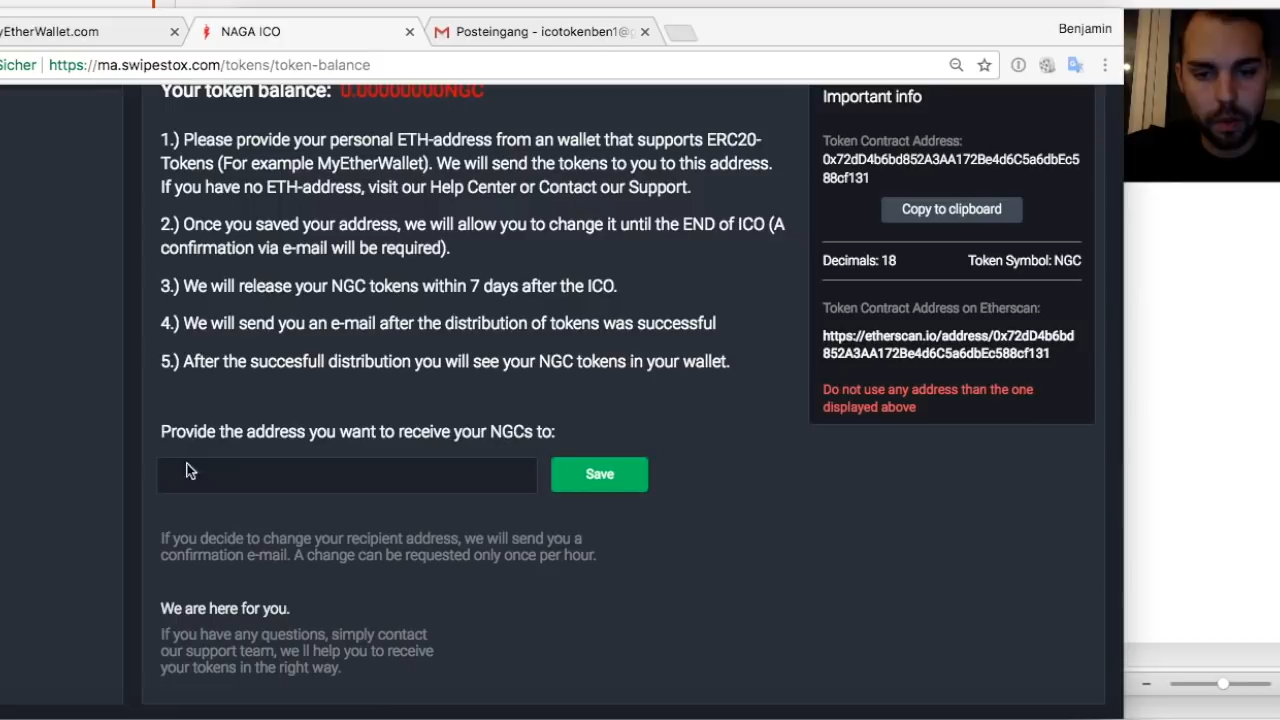 yEtherWallet.com
NAGA ICO
Posteingang - icotokenben1@g
Benjamin
Sicher
https://ma.swipestox.com/tokens/token-balance
Your token balance: 0.00000000NGC
1.) Please provide your personal ETH-address from an wallet that supports ERC20-
Tokens (For example MyEtherWallet). We will send the tokens to you to this address.
If you have no ETH-address, visit our Help Center or Contact our Support.
2.) Once you saved your address, we will allow you to change it until the END of ICO (A
confirmation via e-mail will be required).
3.) We will release your NGC tokens within 7 days after the ICO.
4.) We will send you an e-mail after the distribution of tokens was successful
5.) After the succesfull distribution you will see your NGC tokens in your wallet.
Provide the address you want to receive your NGCs to:
Save
If you decide to change your recipient address, we will send you a
confirmation e-mail. A change can be requested only once per hour.
We are here for you.
If you have any questions, simply contact
our support team, we ll help you to receive
your tokens in the right way.
Important info
Token Contract Address:
0x72dD4b6bd852A3AA172Be4d6C5a6dbEc5
88cf131
Copy to clipboard
Decimals: 18
Token Symbol: NGC
Token Contract Address on Etherscan:
https://etherscan.io/address/0x72dD4b6bd
852A3AA172Be4d6C5a6dbEc588cf131
Do not use any address than the one
displayed above